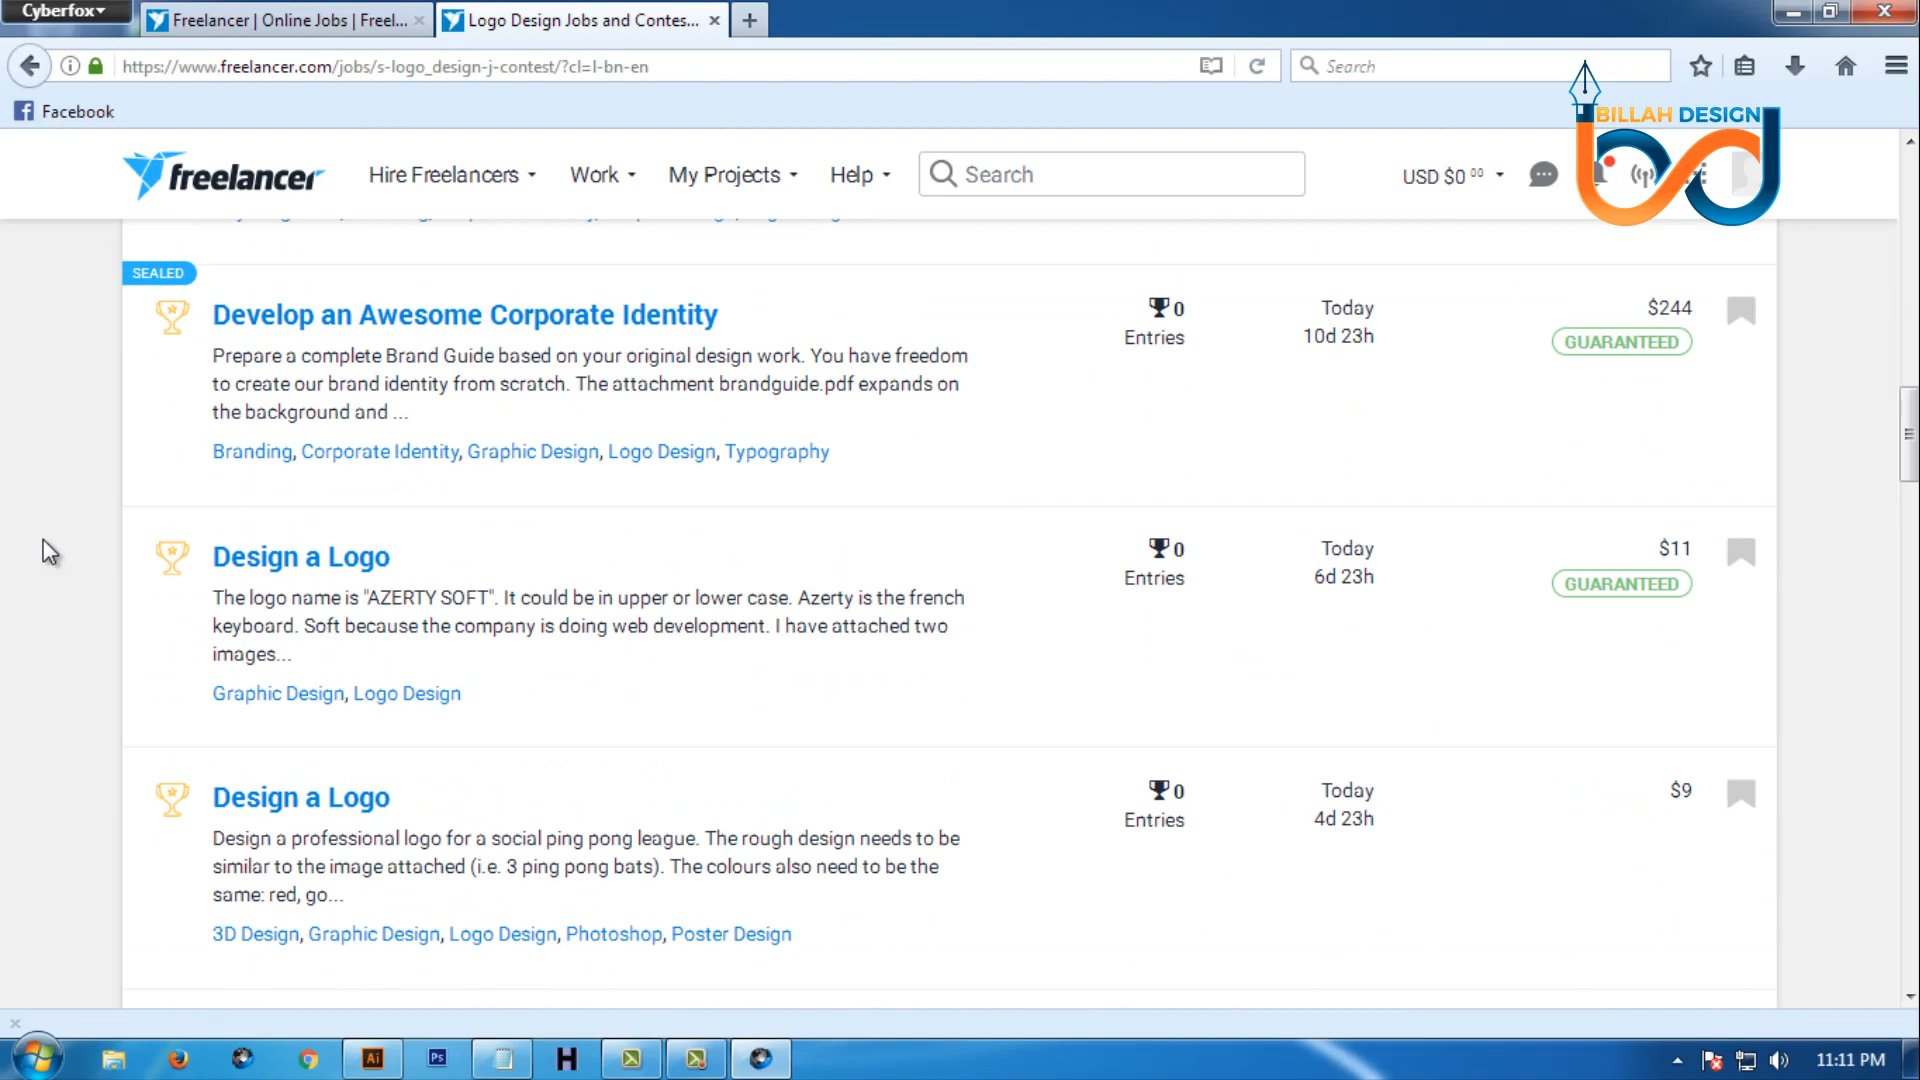 Cyberfox
Freelancer | Online Jobs | Freel...
Logo Design Jobs and Contes...
https://www.freelancer.com/jobs/s-logo_design-j-contest/?cl=l-bn-en
Search
Facebook
BILLAH DESIGN
freelancer
Hire Freelancers
Work
My Projects
Help
Search
USD $0 00
SEALED
Develop an Awesome Corporate Identity
0
Entries
Today
10d 23h
$244
GUARANTEED
Prepare a complete Brand Guide based on your original design work. You have freedom
to create our brand identity from scratch. The attachment brandguide.pdf expands on
the background and ...
Branding, Corporate Identity, Graphic Design, Logo Design, Typography
Design a Logo
0
Entries
Today
6d 23h
$11
GUARANTEED
The logo name is "AZERTY SOFT". It could be in upper or lower case. Azerty is the french
keyboard. Soft because the company is doing web development. I have attached two
images...
Graphic Design, Logo Design
Design a Logo
0
Entries
Today
4d 23h
$9
Design a professional logo for a social ping pong league. The rough design needs to be
similar to the image attached (i.e. 3 ping pong bats). The colours also need to be the
same: red, go...
3D Design, Graphic Design, Logo Design, Photoshop, Poster Design
Ai
Ps
H
11:11 PM